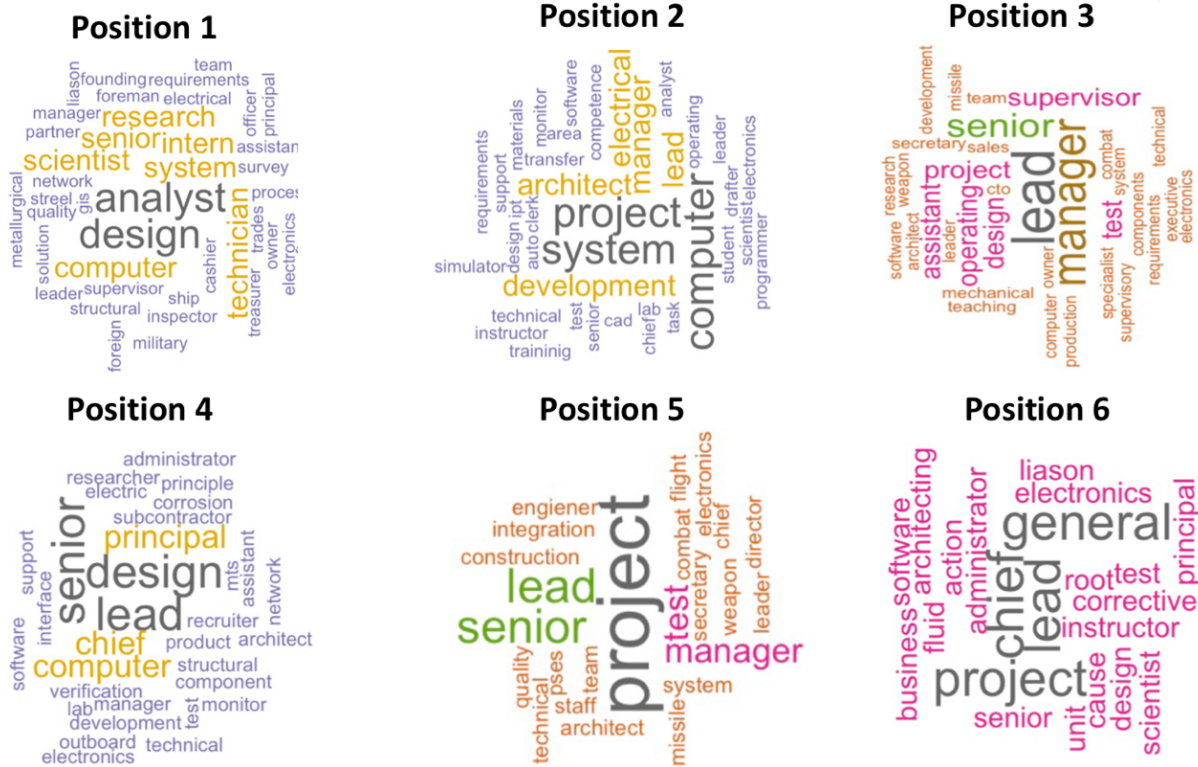 Position 1
team
liason
foundingrequirements
foreman electrical
officer
principal
manager
research
partner
senior
intern
assistan
scientist
system
survey
network
metallurgical
streel
gis
analyst
proces
quality
design
technician
trades
owner
electricqnics
solution
computer
cashier
leader
supervisor
ship
treasurer
structural
inspector
foreign
military
Position 2
software
competence
electrical
manager
analyst
materials
monitor
area
operating
leader
requirements
support
transfer
lead
electronics
architect
drafter
ipt
clerk
project
computer
design
auto
system
student
scientist
programmer
simulator
development
technical
test
senior
cad
lab
chief
task
instructor
traininig
Position 3
development
missile
team
supervisor
senior
technical
secretary
sales
manager
combat
system
research
weapon
project
lead
cto
assistant
operating
design
test
components
executive
electronics
software
architect
leader
requirements
mechanical
teaching
owner
computer
production
speciaalist
supervisory
Position 4
administrator
researcher
principle
electric
corrosion
senior
subcontractor
principal
support
design
mts
assistant
network
interface
lead
recruiter
software
chief
product
architect
computer
structural
component
verification
lab
manager
test
monitor
development
outboard
technical
electronics
Position 5
flight
electronics
engiener
project
combat
chief
director
integration
construction
lead
secretary
weapon
leader
senior
test
manager
quality
pses
team
system
technical
staff
missile
architect
Position 6
architecting
liason
electronics
software
administrator
general
principal
action
chief
lead
root
test
corrective
business
fluid
instructor
project
senior
unit
cause
design
scientist